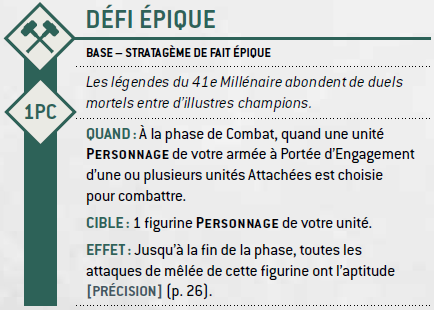 DÉFI ÉPIQUE
BASE – STRATAGÈME DE FAIT ÉPIQUE
Les légendes du 41e Millénaire abondent de duels
mortels entre d'illustres champions.
1PC
QUAND : À la phase de Combat, quand une unité
PERSONNAGE de votre armée à Portée d'Engagement
d'une ou plusieurs unités Attachées est choisie
pour combattre.
CIBLE : 1 figurine PERSONNAGE de votre unité.
EFFET : Jusqu'à la fin de la phase, toutes les
attaques de mêlée de cette figurine ont l'aptitude
[PRÉCISION] (p. 26).